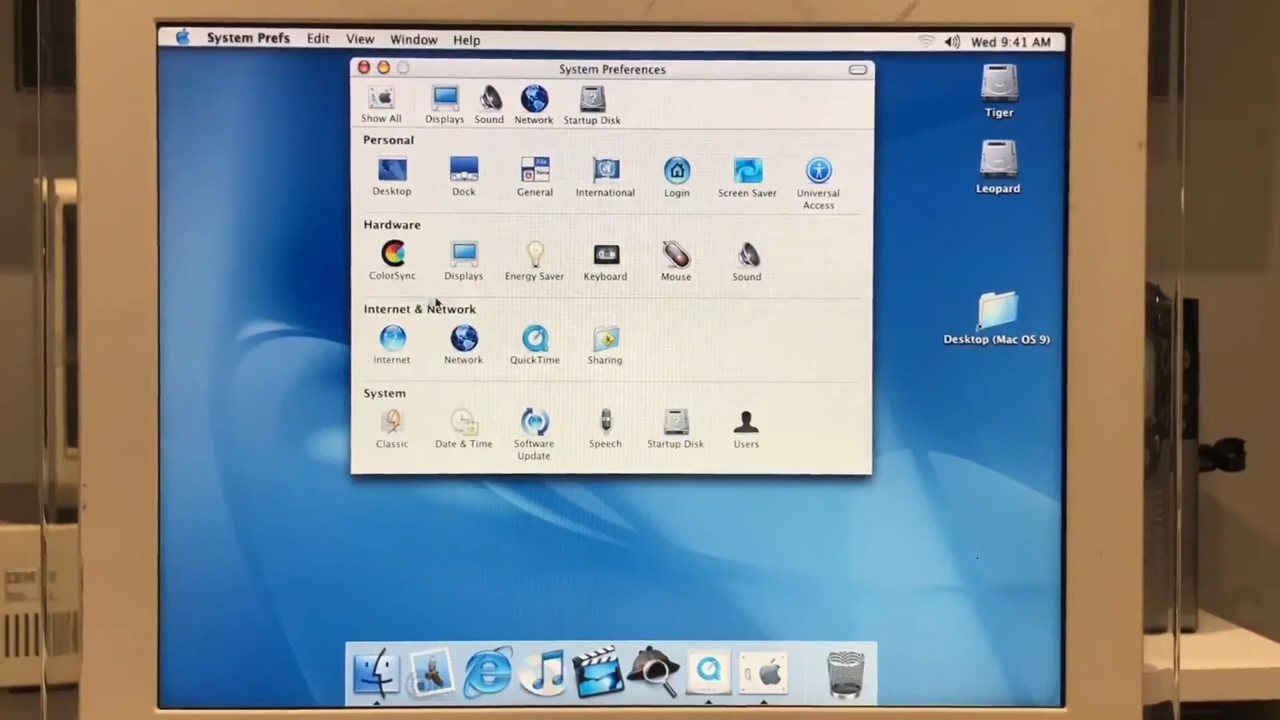 System Prefs Edit View Window Help Wed 9:41 AM
System Preferences
Show All Displays Sound Network Startup Disk
Personal
Desktop Dock General International Login Screen Saver Universal
Access
Hardware
ColorSync Displays Energy Saver Keyboard Mouse Sound
Internet & Network
Internet Network QuickTime Sharing
System
Classic Date & Time Software Speech Startup Disk Users
Update
Tiger
Leopard
Desktop (Mac OS 9)
IBM